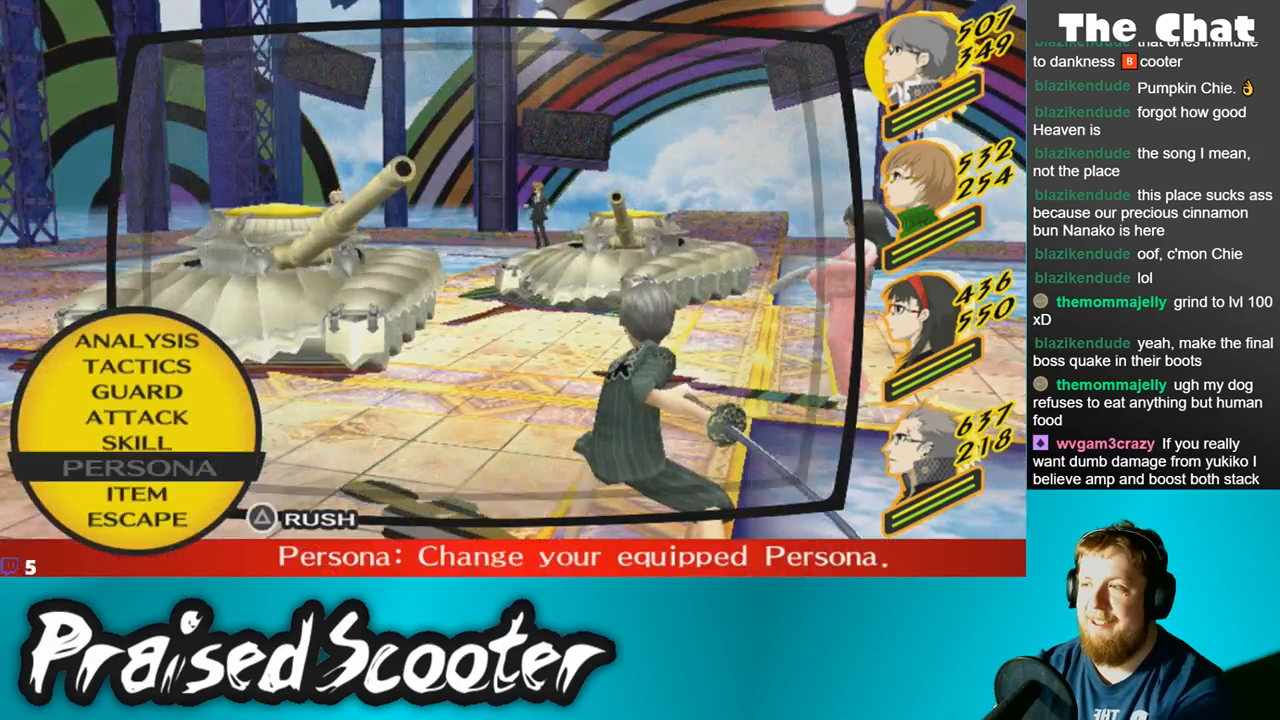 507
349
532
254
436
550
637
218
ANALYSIS
TACTICS
GUARD
ATTACK
SKILL
PERSONA
ITEM
ESCAPE
RUSH
Persona: Change your equipped Persona.
5
PraisedScooter
The Chat
blazikendude that ones immune
to dankness B cooter
blazikendude Pumpkin Chie. 👌
blazikendude forgot how good
Heaven is
blazikendude the song I mean,
not the place
blazikendude this place sucks ass
because our precious cinnamon
bun Nanako is here
blazikendude oof, c'mon Chie
blazikendude lol
themommajelly grind to lvl 100
xD
blazikendude yeah, make the final
boss quake in their boots
themommajelly ugh my dog
refuses to eat anything but human
food
wvgam3crazy If you really
want dumb damage from yukiko I
believe amp and boost both stack
THE